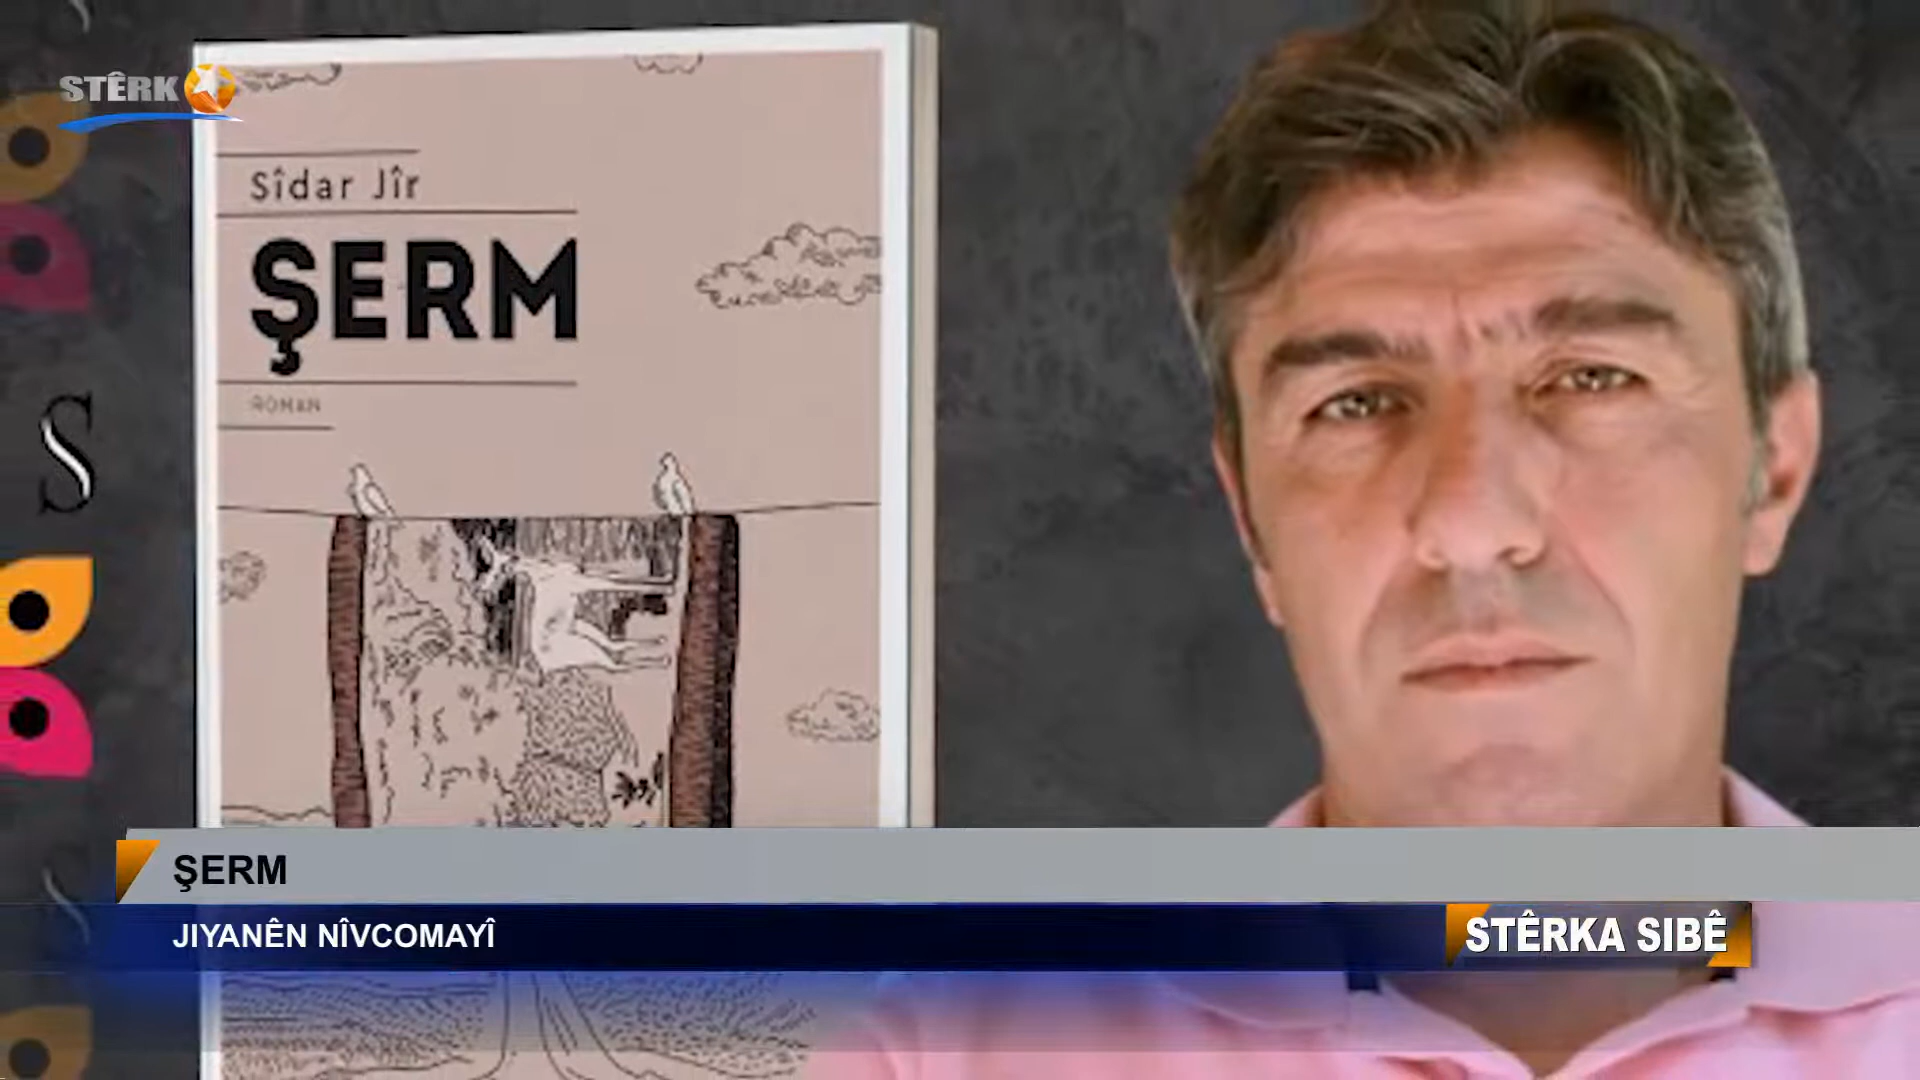 STÊRK
Sîdar Jîr
ŞERM
ROMAN
S
ŞERM
JIYANÊN NÎVCOMAYÎ
STÊRKA SIBÊ